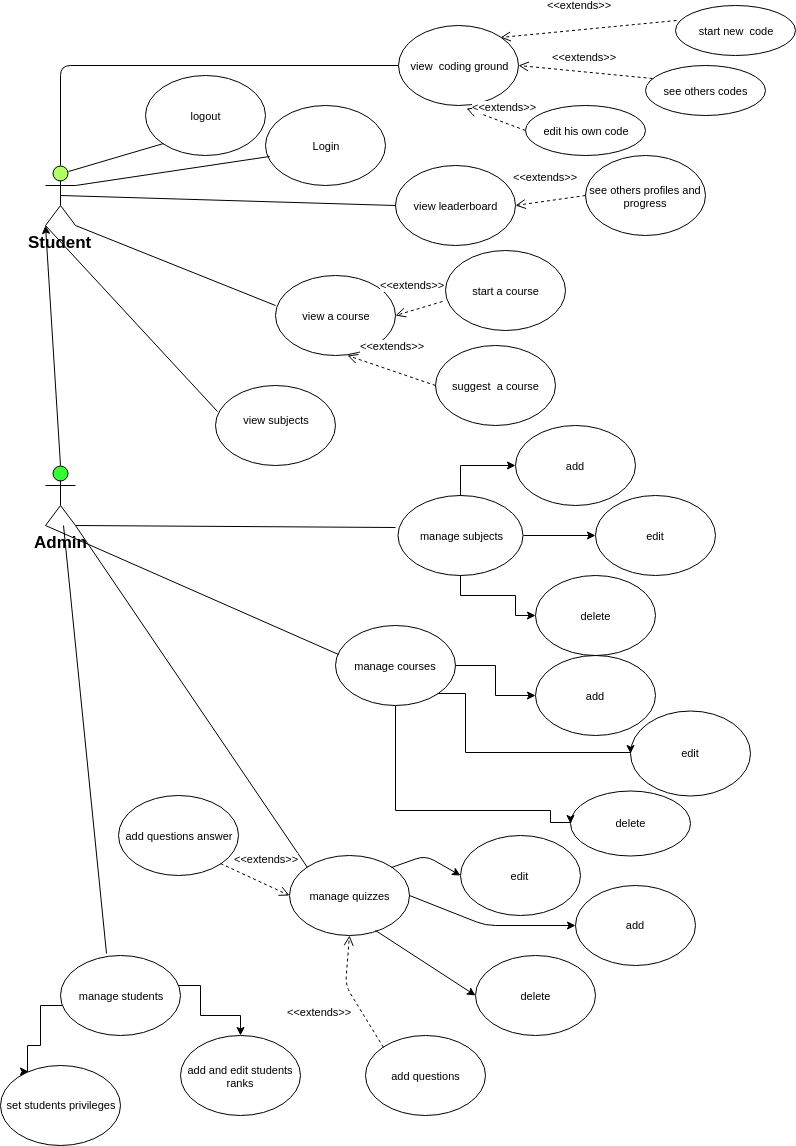 <<extends>>
start new  code
view  coding ground
<<extends>>
see others codes
<<extends>>
logout
edit his own code
Login
<<extends>>
see others profiles and
progress
view leaderboard
Student
<<extends>>
start a course
view a course
<<extends>>
suggest  a course
view subjects
add
manage subjects
edit
Admin
delete
manage courses
add
edit
delete
add questions answer
<<extends>>
edit
manage quizzes
add
manage students
delete
<<extends>>
add and edit students
ranks
add questions
set students privileges